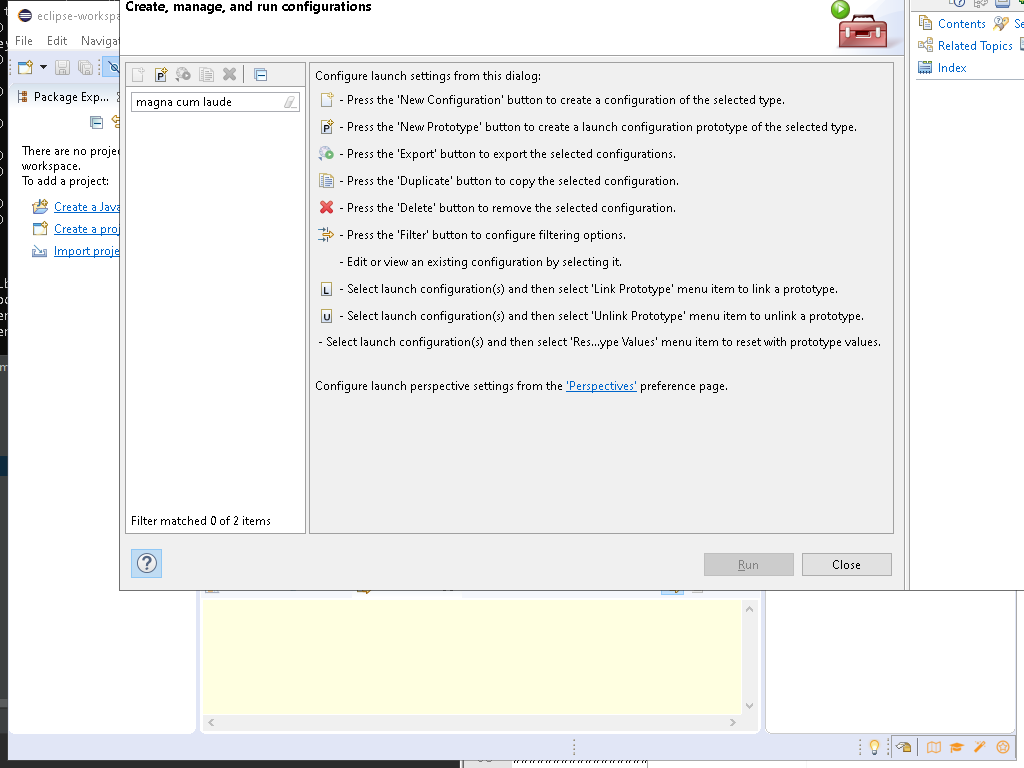 Create, manage, and run configurations
eclipse-workspa
File Edit Naviga
Package Exp...
There are no projec
workspace.
To add a project:
Create a Java
Create a proj
Import proje
magna cum laude
Filter matched 0 of 2 items
Configure launch settings from this dialog:
- Press the 'New Configuration' button to create a configuration of the selected type.
P - Press the 'New Prototype' button to create a launch configuration prototype of the selected type.
- Press the 'Export' button to export the selected configurations.
- Press the 'Duplicate' button to copy the selected configuration.
- Press the 'Delete' button to remove the selected configuration.
- Press the 'Filter' button to configure filtering options.
- Edit or view an existing configuration by selecting it.
L - Select launch configuration(s) and then select 'Link Prototype' menu item to link a prototype.
U - Select launch configuration(s) and then select 'Unlink Prototype' menu item to unlink a prototype.
- Select launch configuration(s) and then select 'Res...ype Values' menu item to reset with prototype values.
Configure launch perspective settings from the 'Perspectives' preference page.
?
Run
Close
Contents Se
Related Topics
Index